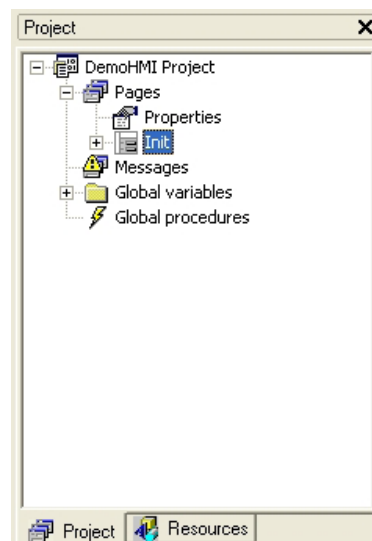 Project
DemoHMI Project
Pages
Properties
Init
Messages
Global variables
Global procedures
Project Resources